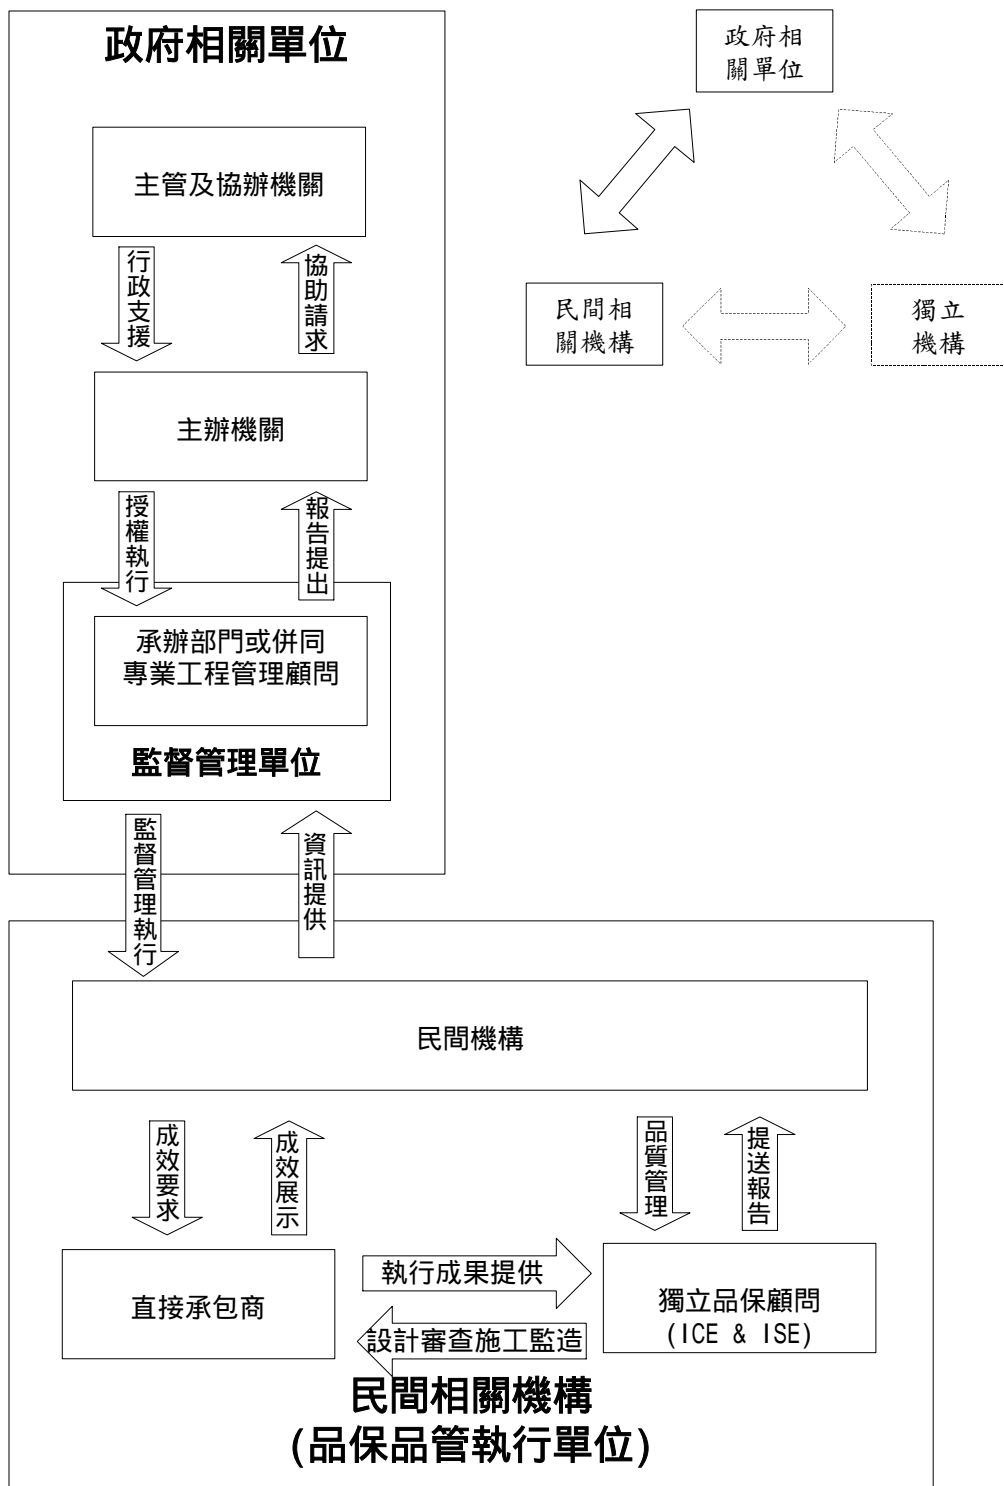 政府相關單位
主管及協辦機關
行政支援
協助請求
主辦機關
授權執行
報告提出
承辦部門或併同
專業工程管理顧問
監督管理單位
監督管理執行
資訊提供
政府相
關單位
民間相
關機構
獨立
機構
民間機構
成效要求
成效展示
品質管理
提送報告
直接承包商
執行成果提供
設計審查施工監造
獨立品保顧問
(ICE & ISE)
民間相關機構
(品保品管執行單位)